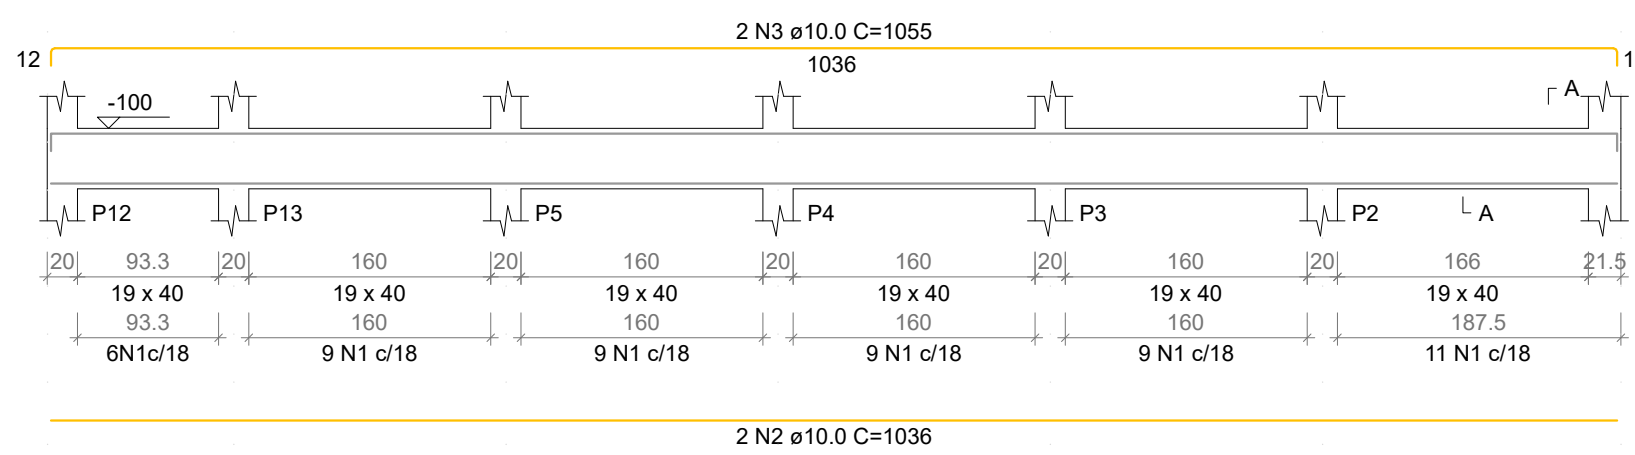 2 N3 ø10.0 C=1055
12
1036
1
-100
A
P12 P13 P5 P4 P3 P2 A
20 93.3 20 160 20 160 20 160 20 160 20 166 21.5
19 x 40 19 x 40 19 x 40 19 x 40 19 x 40 19 x 40
93.3 160 160 160 160 187.5
6N1c/18 9 N1 c/18 9 N1 c/18 9 N1 c/18 9 N1 c/18 11 N1 c/18
2 N2 ø10.0 C=1036